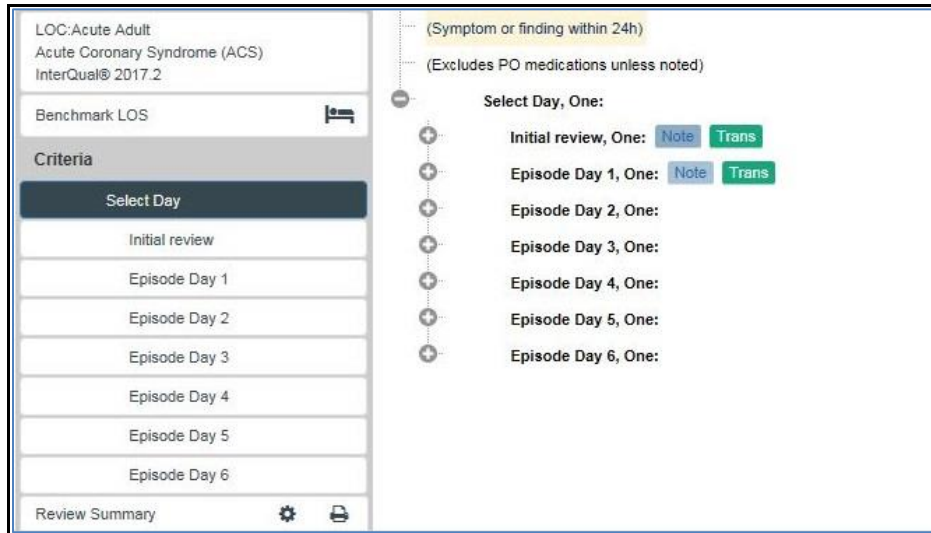 LOC:Acute Adult
Acute Coronary Syndrome (ACS)
InterQual® 2017.2
Benchmark LOS
Criteria
Select Day
Initial review
Episode Day 1
Episode Day 2
Episode Day 3
Episode Day 4
Episode Day 5
Episode Day 6
Review Summary
(Symptom or finding within 24h)
(Excludes PO medications unless noted)
Select Day, One:
Initial review, One: Note Trans
Episode Day 1, One: Note Trans
Episode Day 2, One:
Episode Day 3, One:
Episode Day 4, One:
Episode Day 5, One:
Episode Day 6, One: